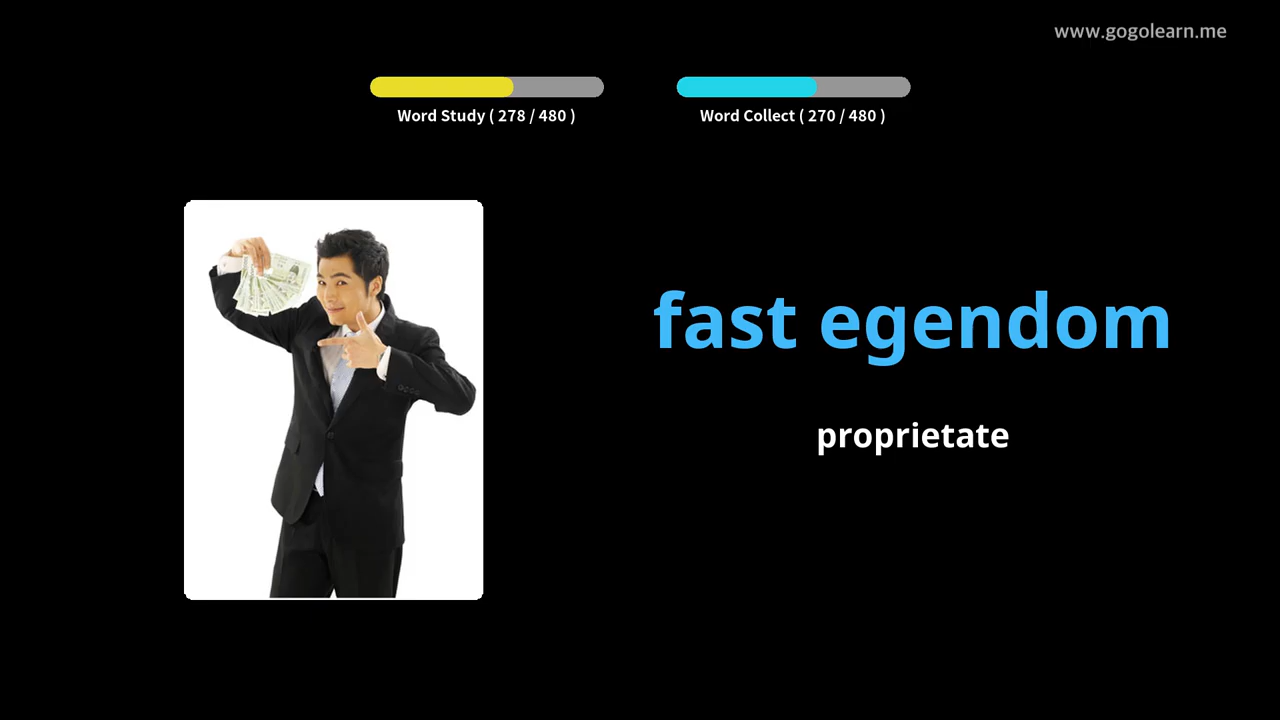 www.gogolearn.me
Word Study ( 278 / 480 )
Word Collect ( 270 / 480 )
fast egendom
proprietate